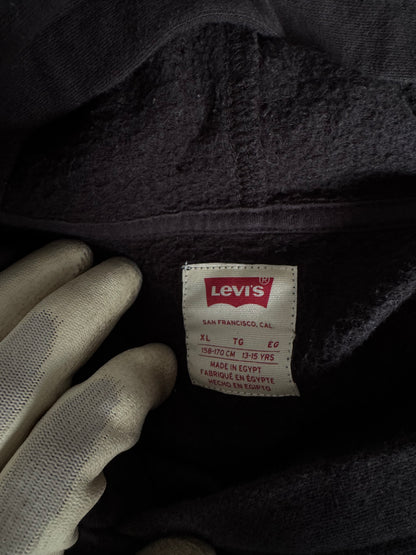 LEVI'S®
SAN FRANCISCO, CAL.
XL TG EG
158-170 CM 13-15 YRS
MADE IN EGYPT
FABRIQUÉ EN ÉGYPTE
HECHO EN EGIPTO